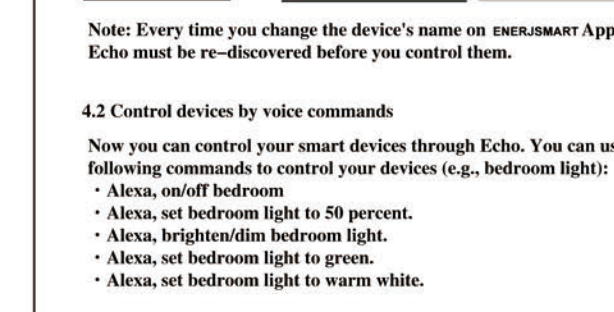 Note: Every time you change the device's name on ENERJSMART App
Echo must be re–discovered before you control them.
4.2 Control devices by voice commands
Now you can control your smart devices through Echo. You can us
following commands to control your devices (e.g., bedroom light):
· Alexa, on/off bedroom
· Alexa, set bedroom light to 50 percent.
· Alexa, brighten/dim bedroom light.
· Alexa, set bedroom light to green.
· Alexa, set bedroom light to warm white.